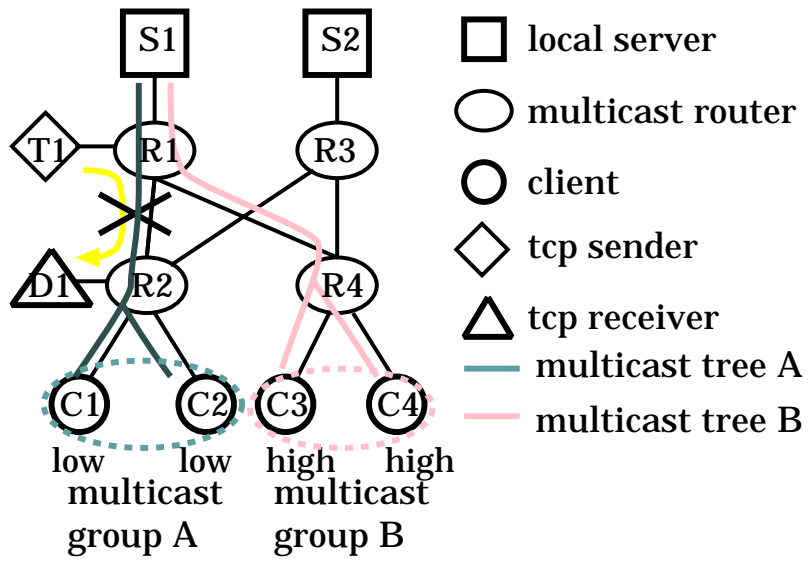 S1
S2
local server
T1
R1
R3
multicast router
client
tcp sender
D1
R2
R4
tcp receiver
multicast tree A
C1
C2
C3
C4
multicast tree B
low
low
high
high
multicast
group A
multicast
group B